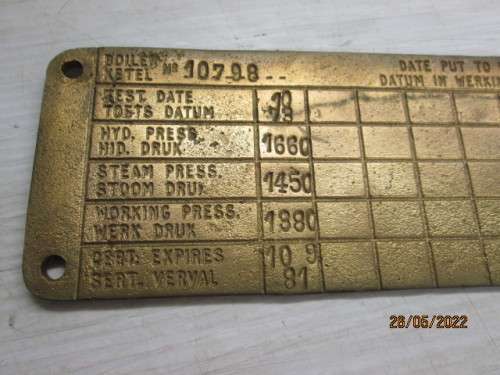 BOILER Nº 10798 -- DATE PUT TO
KETEL DATUM IN WERK
TEST. DATE
TOETS DATUM
HYD. PRESS. 1660
HID. DRUK.
STEAM PRESS. 1450
STOOM DRUK
WORKING PRESS. 1380
WERK DRUK
CERT. EXPIRES 10 9
SERT. VERVAL 81
28/05/2022